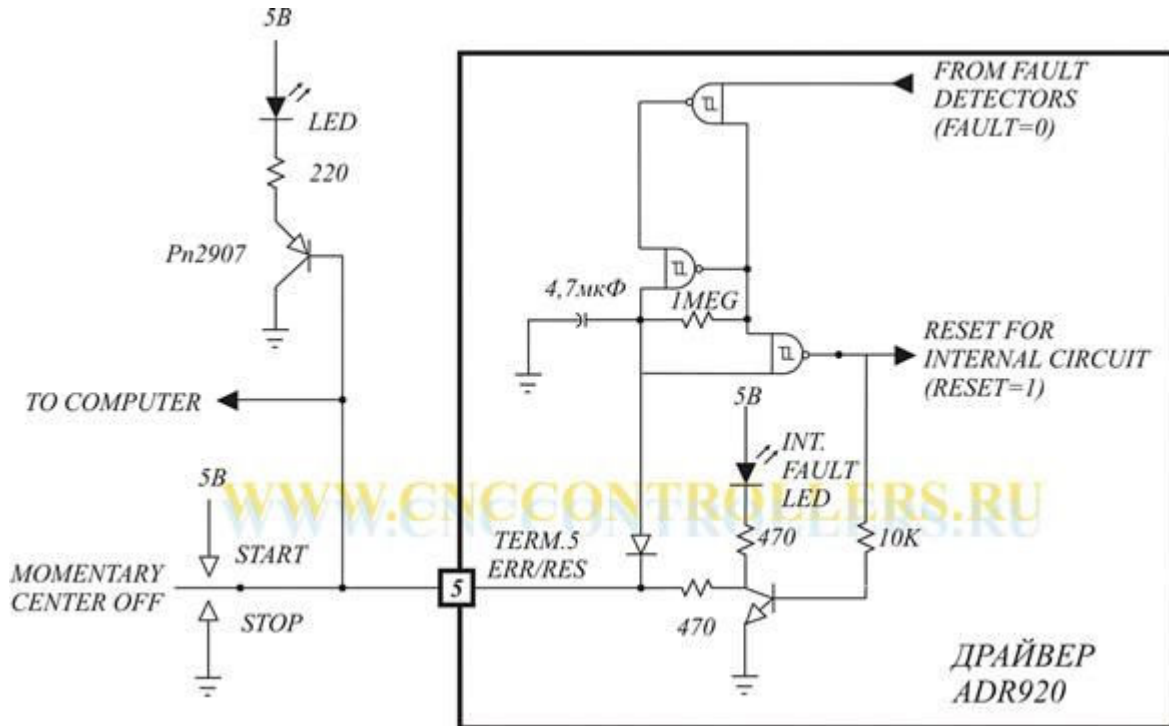 5В
LED
220
Pn2907
TO COMPUTER
5В
START
MOMENTARY
CENTER OFF
STOP
FROM FAULT
DETECTORS
(FAULT=0)
4,7мкФ
1MEG
RESET FOR
INTERNAL CIRCUIT
(RESET=1)
5В
INT.
FAULT
LED
WWW.CNCCONTROLLERS.RU
470
10K
TERM.5
ERR/RES
5
470
ДРАЙВЕР
ADR920